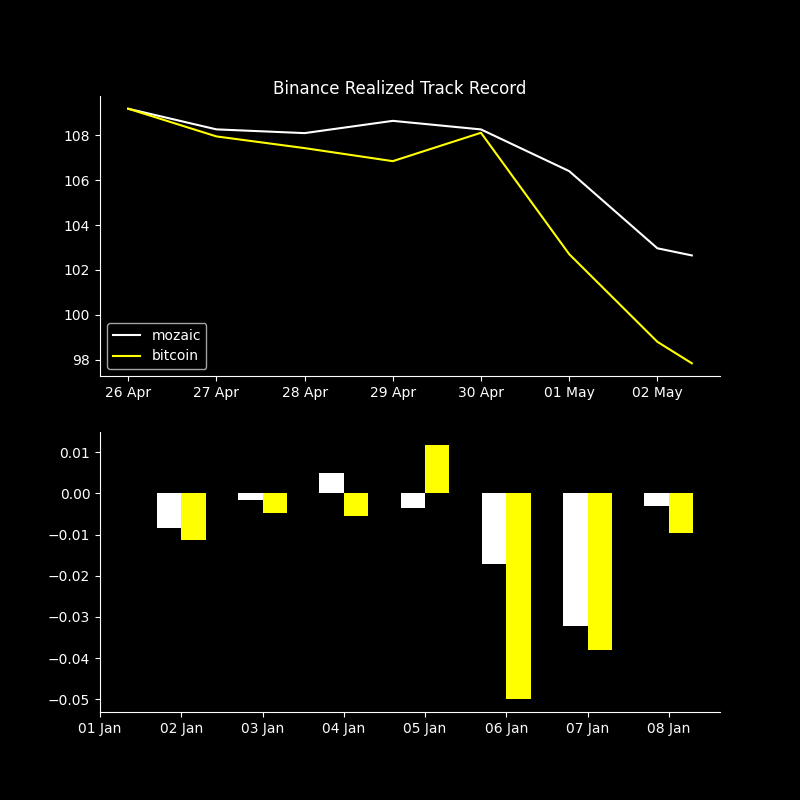 Binance Realized Track Record
108
106
104
102
100
98
mozaic
bitcoin
26 Apr 27 Apr 28 Apr 29 Apr 30 Apr 01 May 02 May
0.01
0.00
−0.01
−0.02
−0.03
−0.04
−0.05
01 Jan 02 Jan 03 Jan 04 Jan 05 Jan 06 Jan 07 Jan 08 Jan